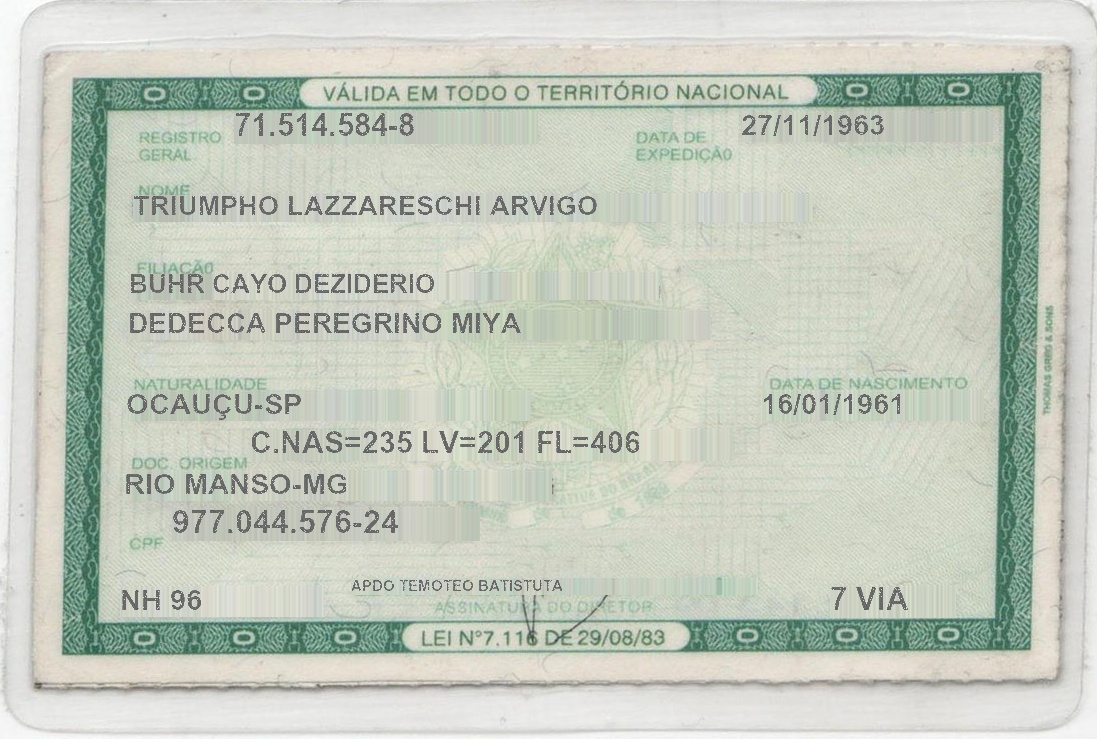 VÁLIDA EM TODO O TERRITÓRIO NACIONAL
REGISTRO GERAL 71.514.584-8 DATA DE EXPEDIÇÃO 27/11/1963
NOME
TRIUMPHO LAZZARESCHI ARVIGO
FILIAÇÃO
BUHR CAYO DEZIDERIO
DEDECCA PEREGRINO MIYA
NATURALIDADE DATA DE NASCIMENTO
OCAUÇU-SP 16/01/1961
C.NAS=235 LV=201 FL=406
DOC. ORIGEM
RIO MANSO-MG
977.044.576-24
CPF
APDO TEMOTEO BATISTUTA
NH 96 7 VIA
ASSINATURA DO DIRETOR
LEI N°7.116 DE 29/08/83
THOMAS GREG & SONS